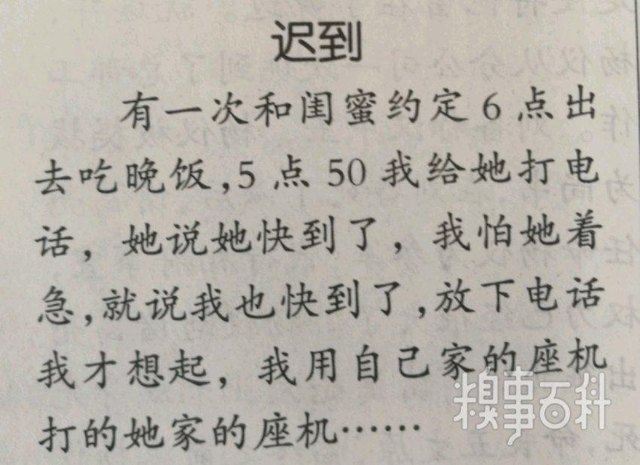 迟到
有一次和闺蜜约定6点出
去吃晚饭,5点50我给她打电
话，她说她快到了，我怕她着
急,就说我也快到了,放下电话
我才想起，我用自己家的座机
打的她家的座机……
糗事百科